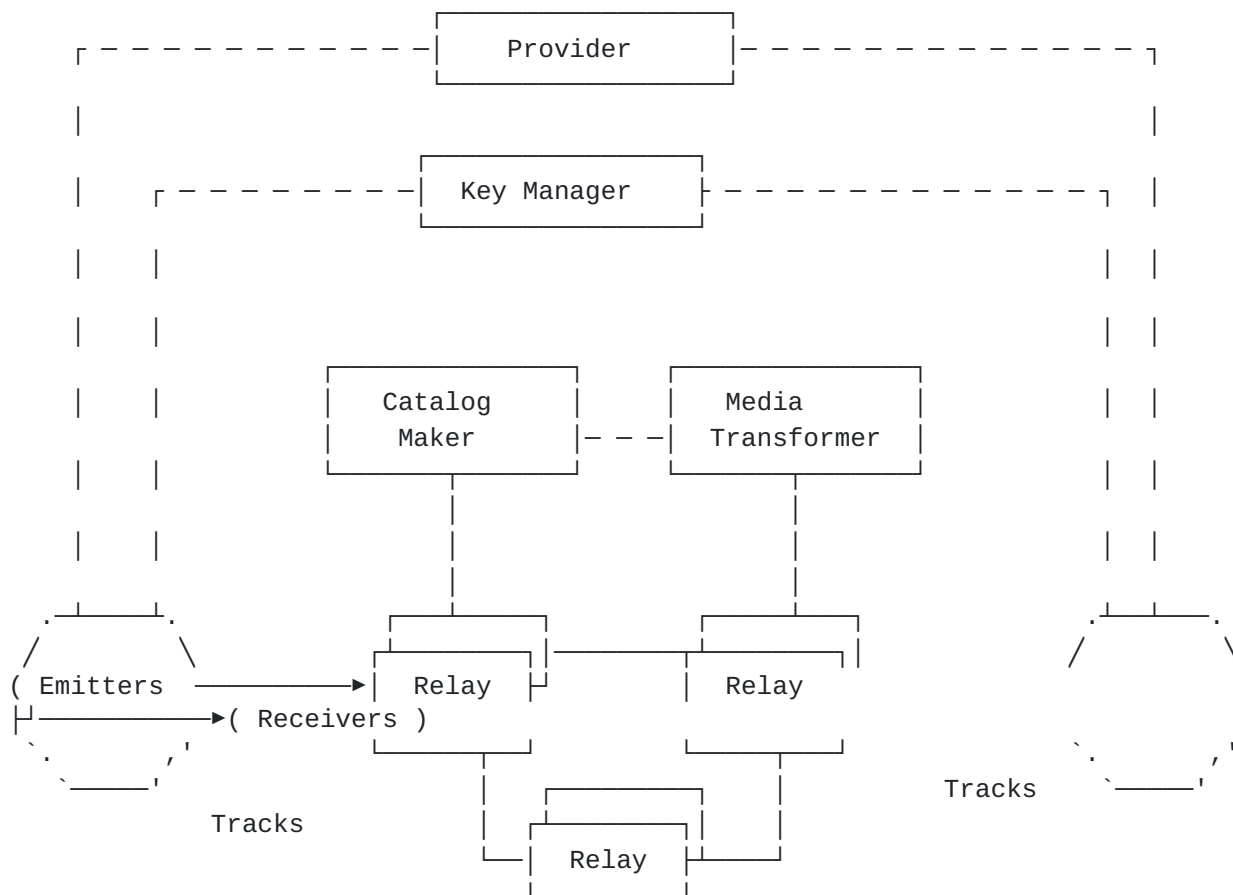 Provider
Key Manager
Catalog Maker
Media Transformer
( Emitters
Relay
Relay
( Receivers )
Tracks
Tracks
Relay